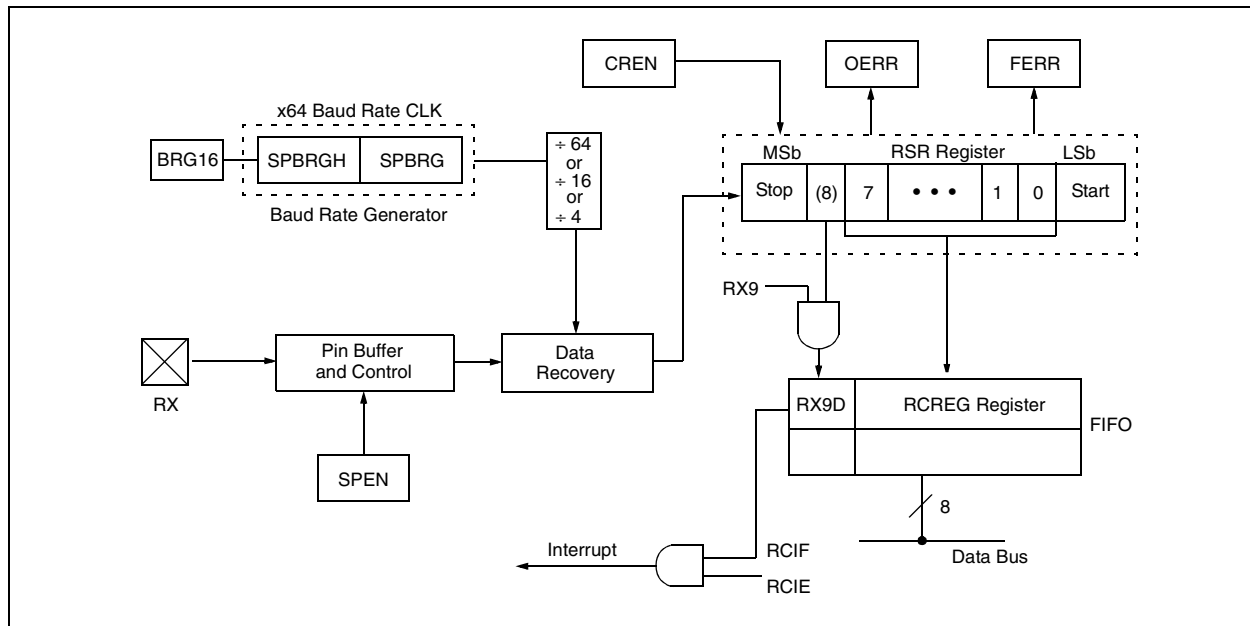 CREN
OERR
FERR
x64 Baud Rate CLK
BRG16
SPBRGH
SPBRG
Baud Rate Generator
÷ 64
or
÷ 16
or
÷ 4
MSb
RSR Register
LSb
Stop
(8)
7
• • •
1
0
Start
RX9
Pin Buffer
and Control
Data
Recovery
RX
SPEN
RX9D
RCREG Register
FIFO
8
Data Bus
Interrupt
RCIF
RCIE